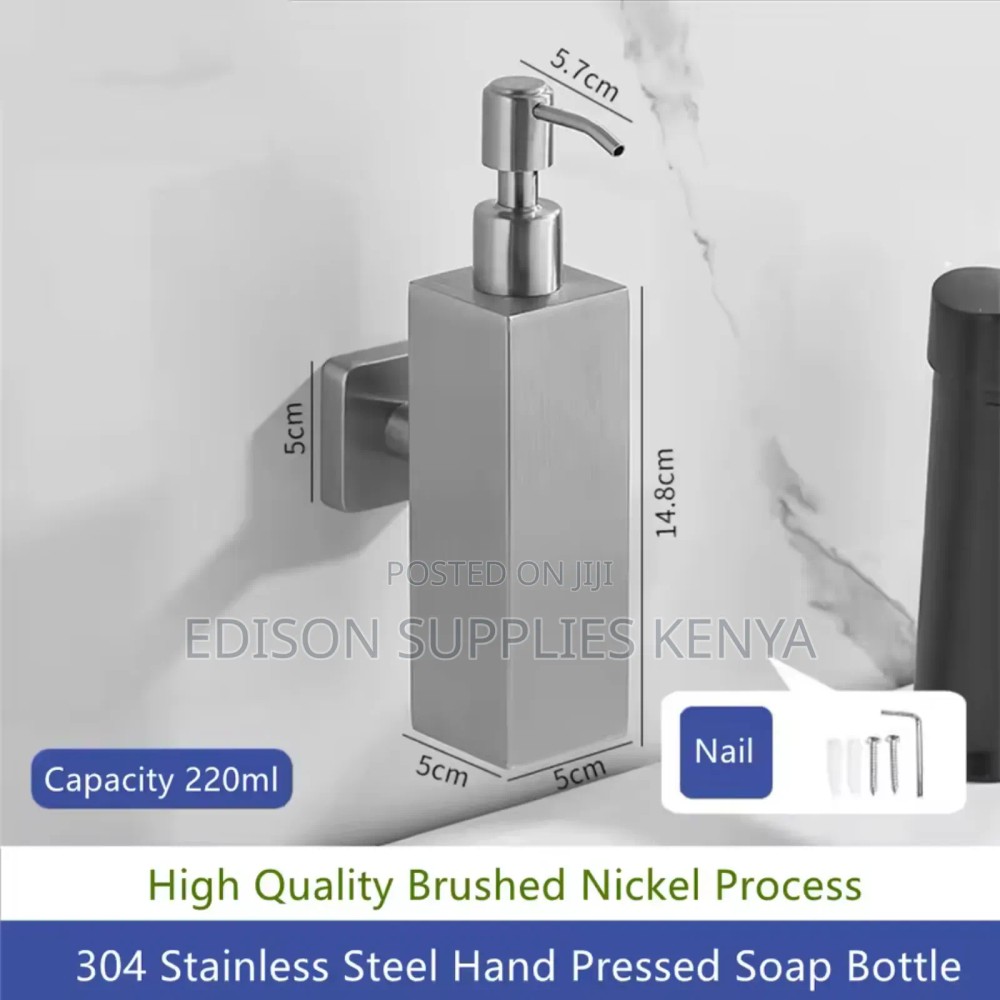 5.7cm
5cm
14.8cm
POSTED ON JIJI
EDISON SUPPLIES KENYA
Nail
Capacity 220ml
5cm
5cm
High Quality Brushed Nickel Process
304 Stainless Steel Hand Pressed Soap Bottle